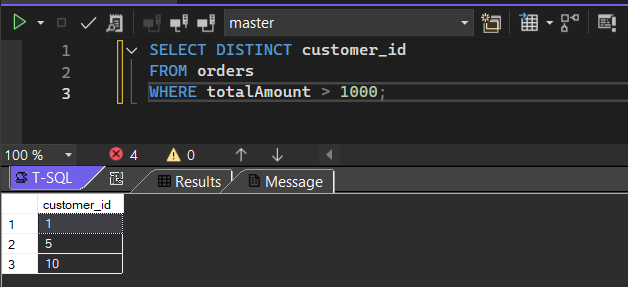 master
1 SELECT DISTINCT customer_id
2 FROM orders
3 WHERE totalAmount > 1000;
100 % 4 0
T-SQL Results Message
customer_id
1 1
2 5
3 10